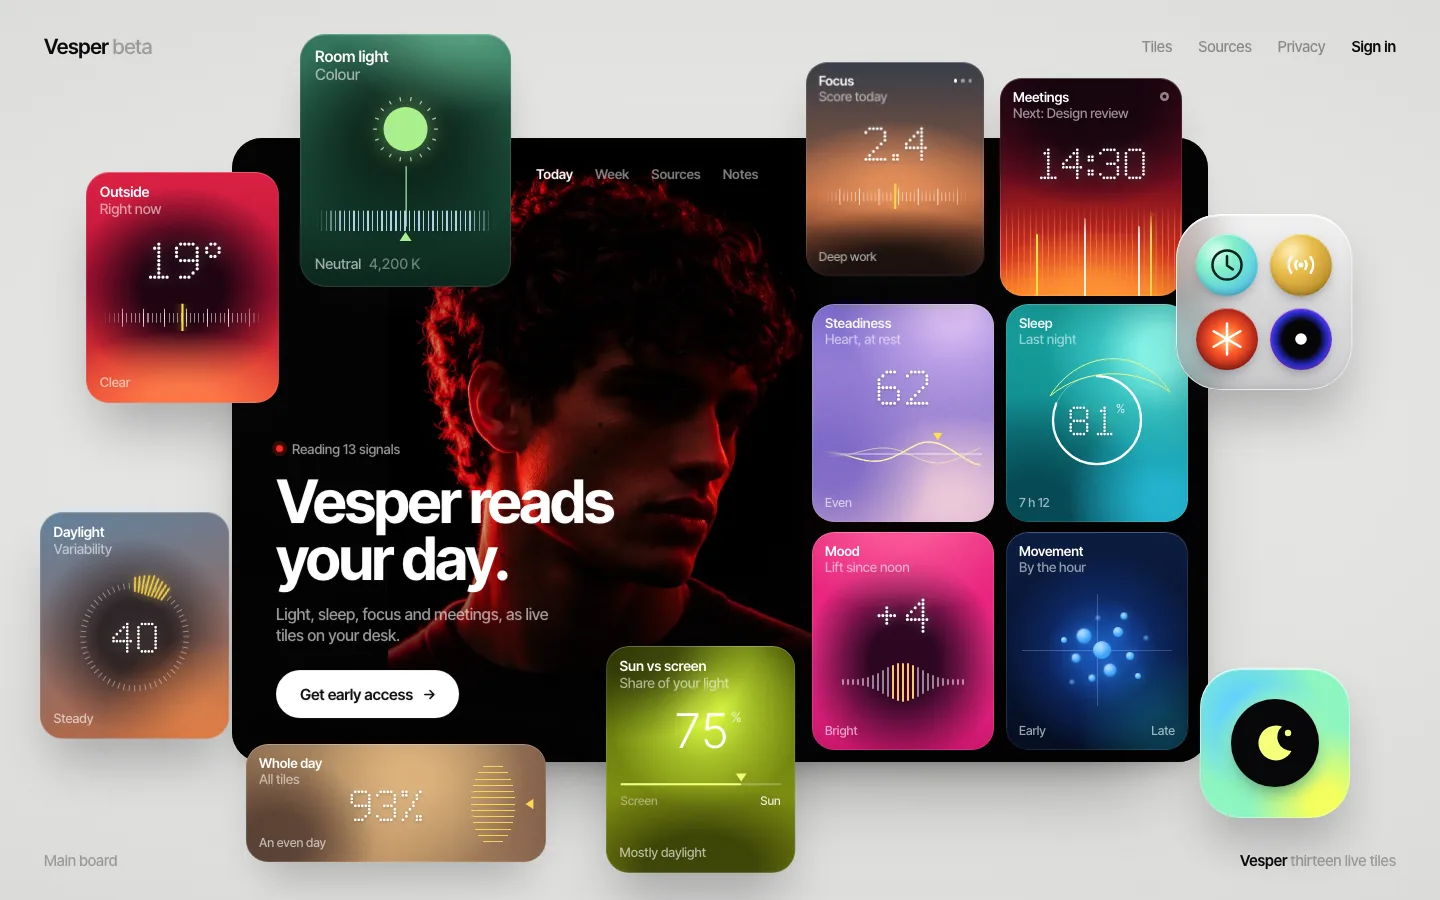 Vesper beta
Tiles
Sources
Privacy
Sign in
Room light
Colour
Neutral 4,200 K
Outside
Right now
19°
Clear
Today
Week
Sources
Notes
Focus
Score today
2.4
Deep work
Meetings
Next: Design review
14:30
Steadiness
Heart, at rest
62
Even
Sleep
Last night
81%
7 h 12
Reading 13 signals
Vesper reads
your day.
Light, sleep, focus and meetings, as live
tiles on your desk.
Get early access →
Daylight
Variability
40
Steady
Mood
Lift since noon
+4
Bright
Movement
By the hour
Early
Late
Sun vs screen
Share of your light
75%
Screen
Sun
Mostly daylight
Whole day
All tiles
93%
An even day
Main board
Vesper thirteen live tiles